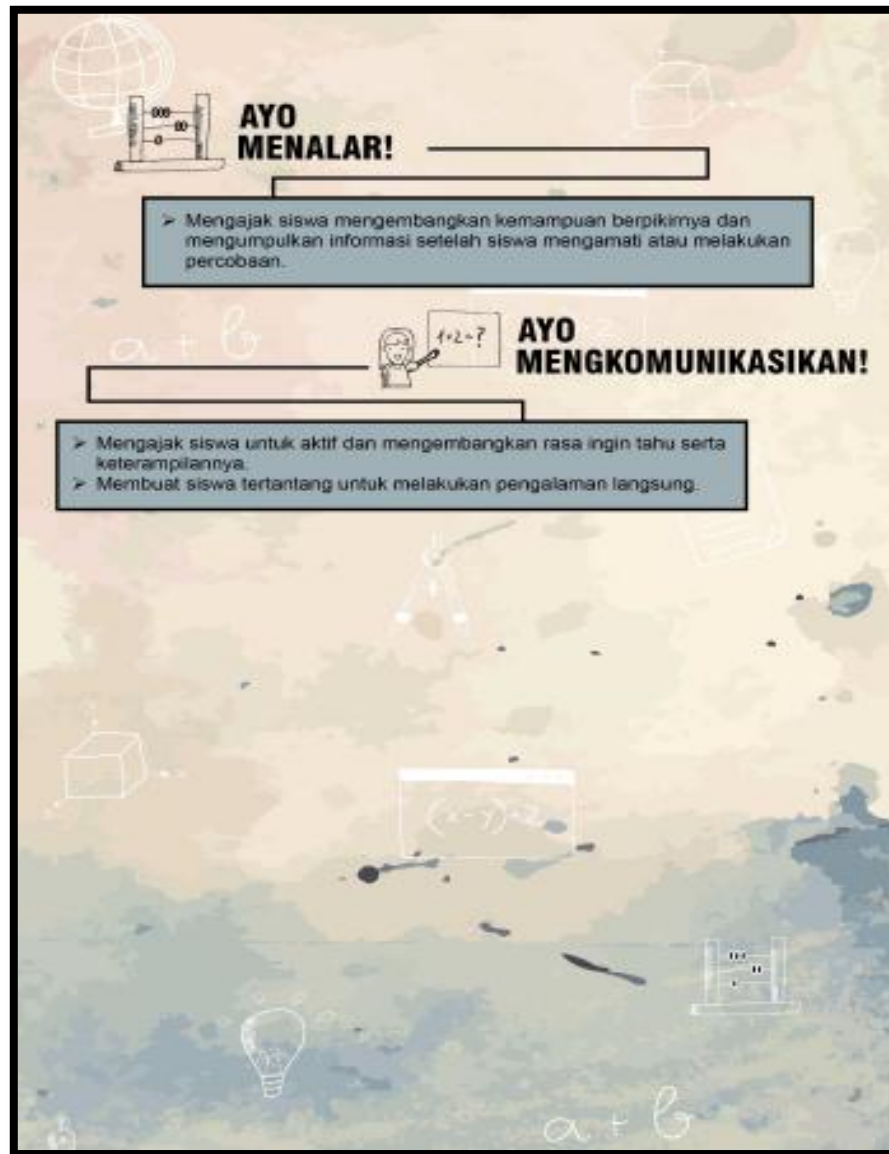 AYO
MENALAR!
➢ Mengajak siswa mengembangkan kemampuan berpikirnya dan
mengumpulkan informasi setelah siswa mengamati atau melakukan
percobaan.
a + b
1+2=?
AYO
MENGKOMUNIKASIKAN!
➢ Mengajak siswa untuk aktif dan mengembangkan rasa ingin tahu serta
keterampilannya.
➢ Membuat siswa tertantang untuk melakukan pengalaman langsung.
a + b